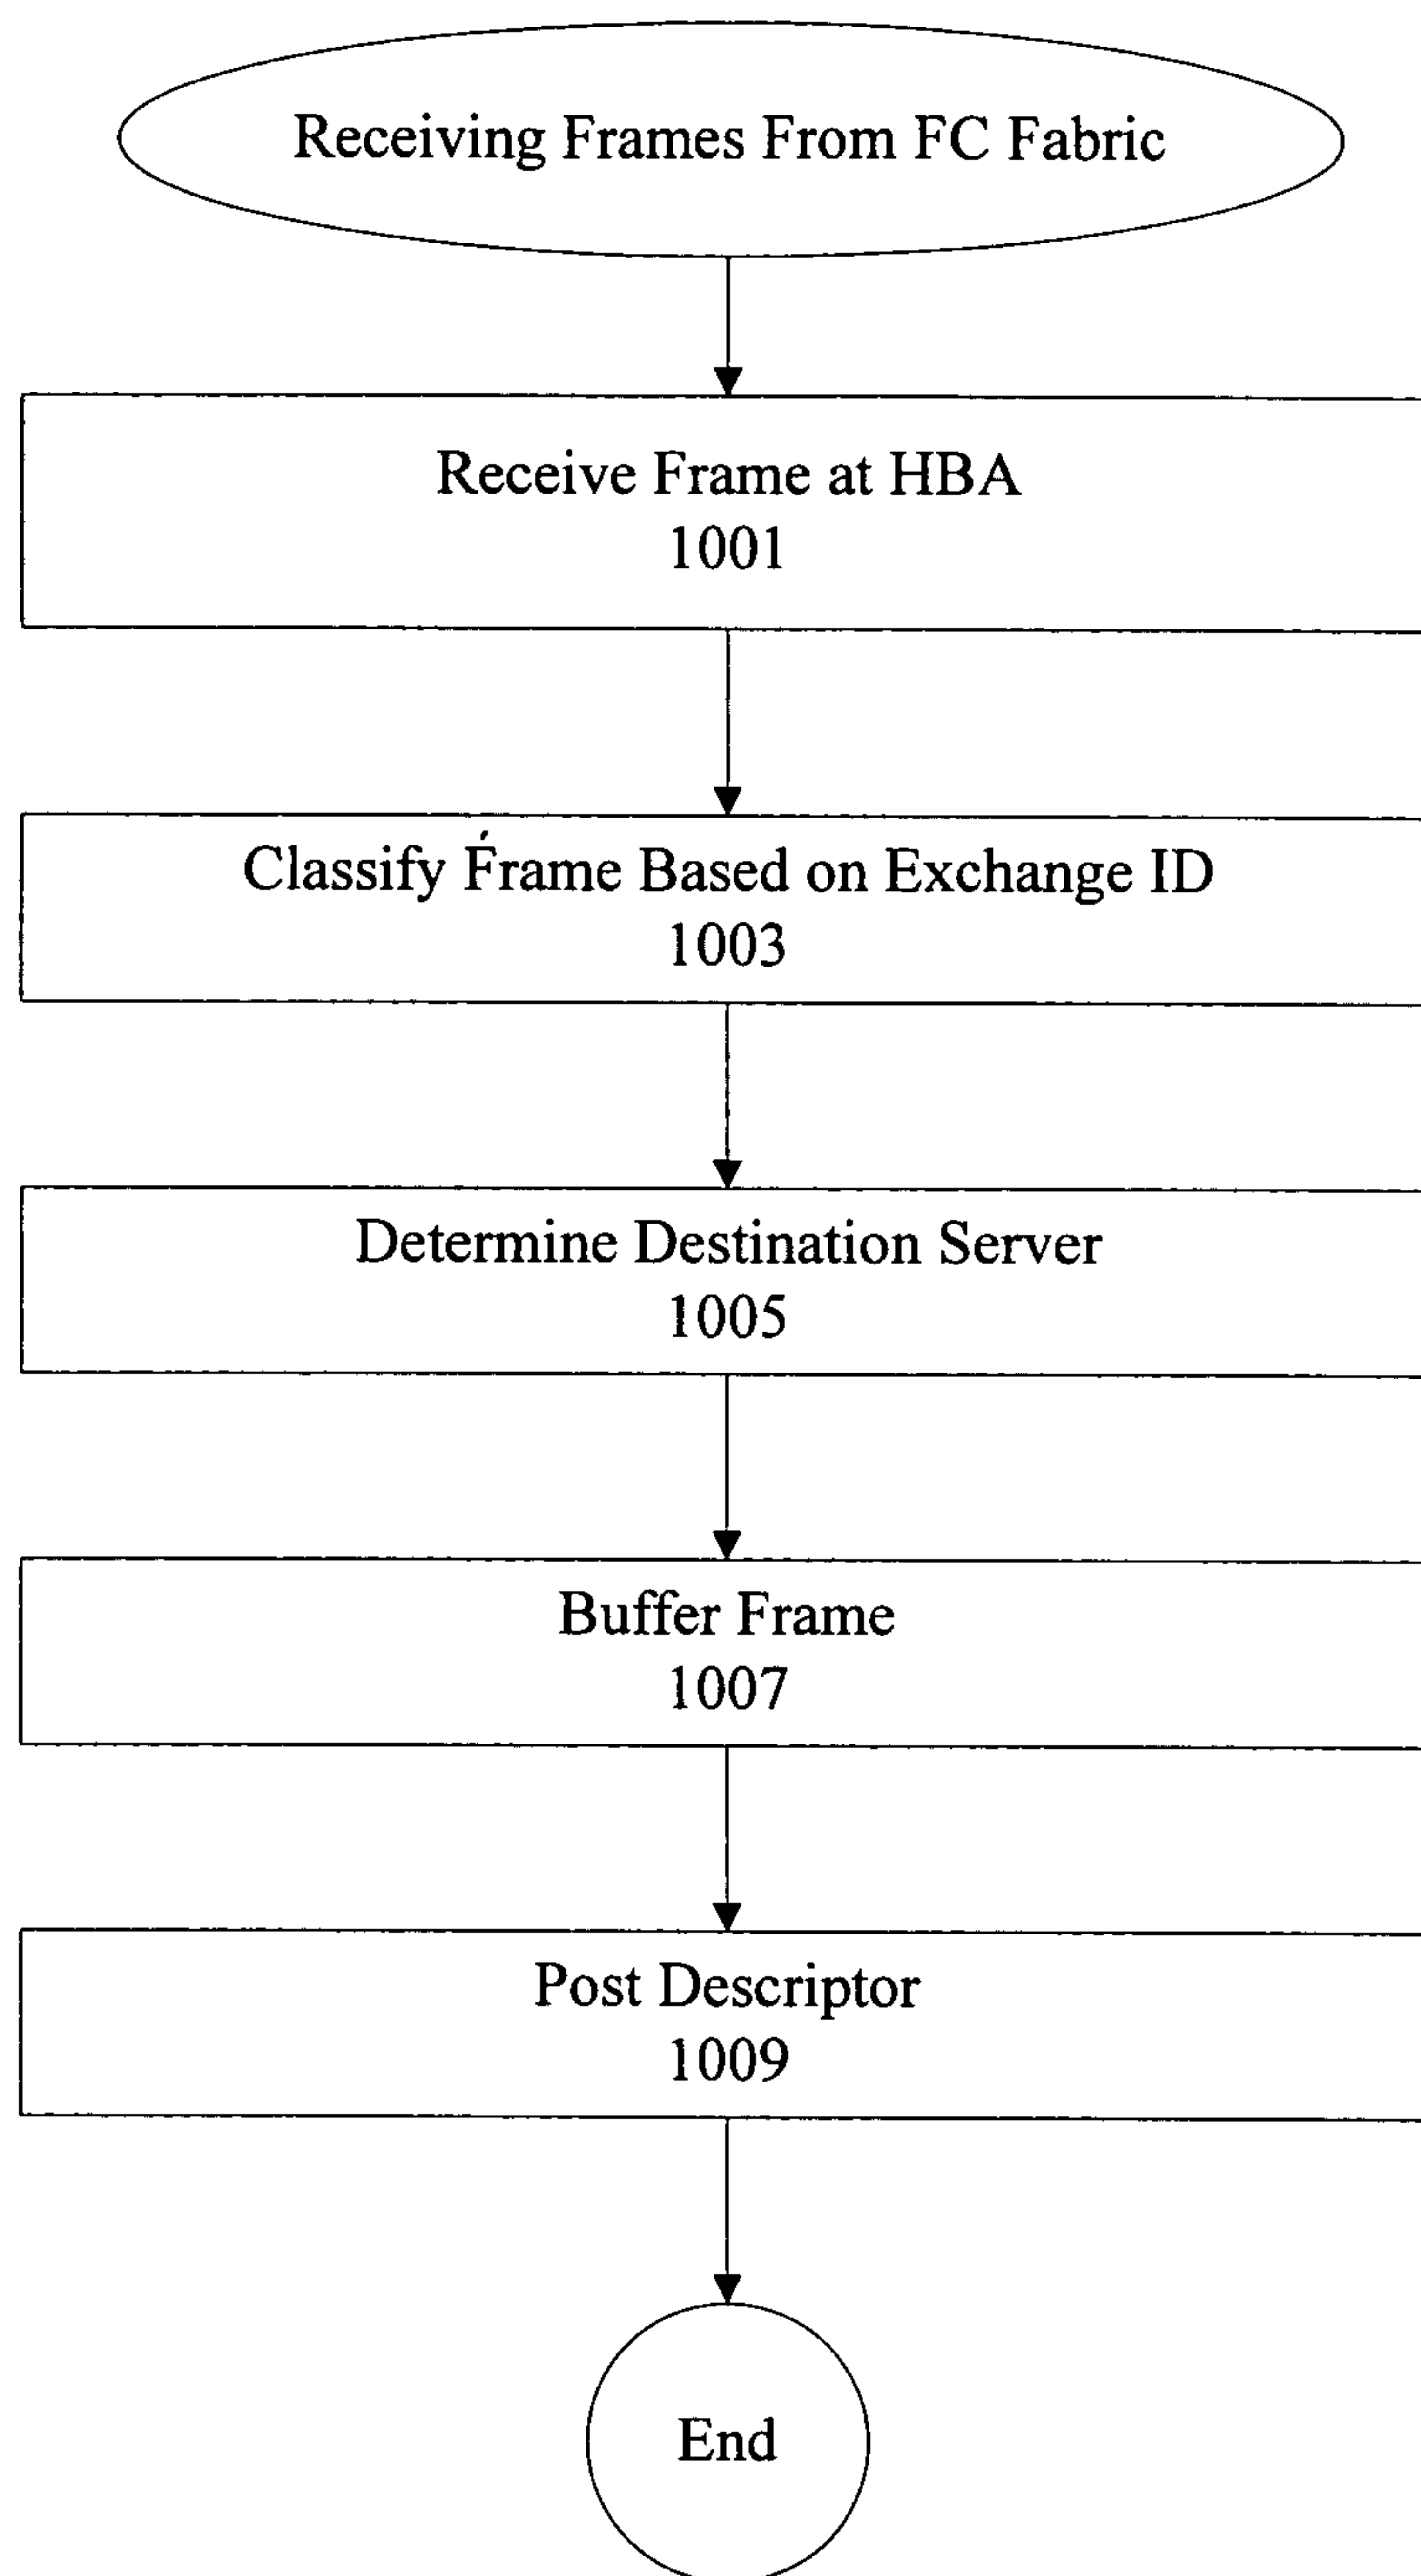 Receiving Frames From FC Fabric
Receive Frame at HBA
1001
Classify Frame Based on Exchange ID
1003
Determine Destination Server
1005
Buffer Frame
1007
Post Descriptor
1009
End